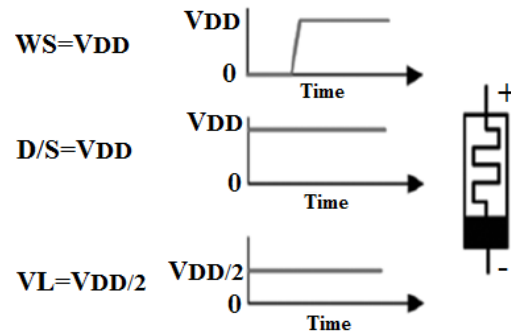 WS=VDD
VDD
0
Time
D/S=VDD
VDD
0
Time
VL=VDD/2
VDD/2
0
Time
+
-